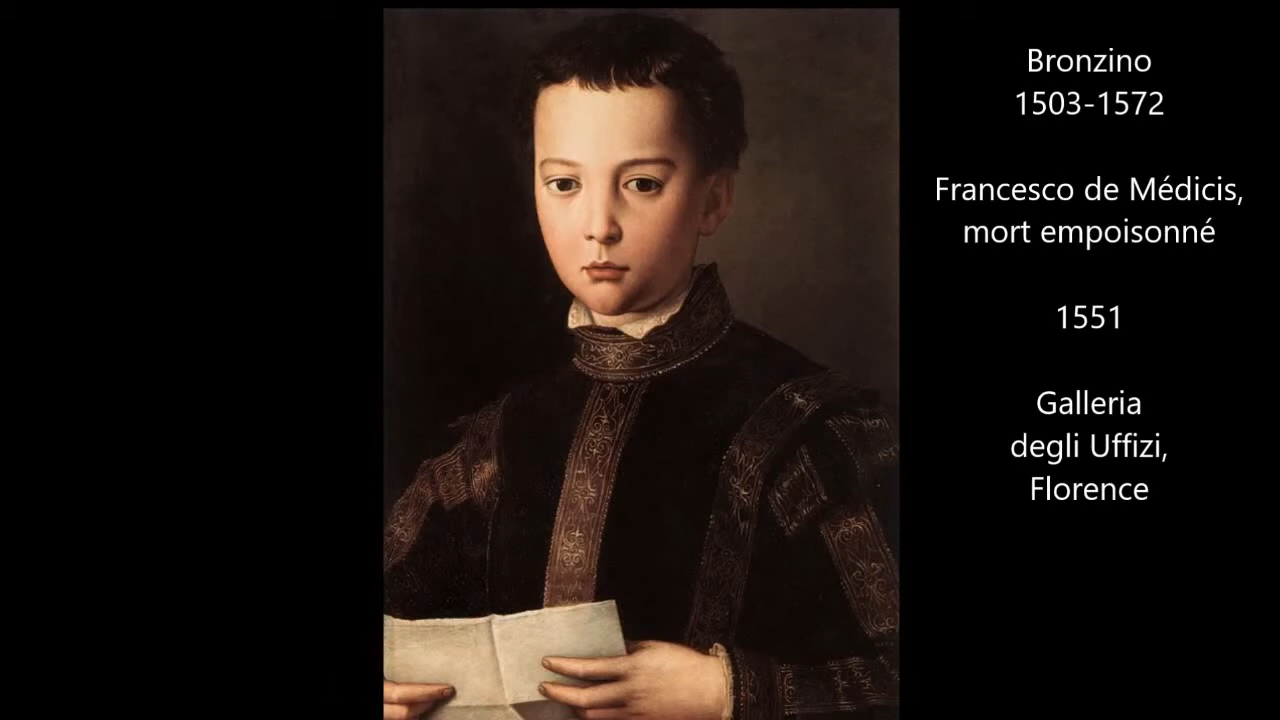 Bronzino
1503-1572
Francesco de Médicis,
mort empoisonné
1551
Galleria
degli Uffizi,
Florence